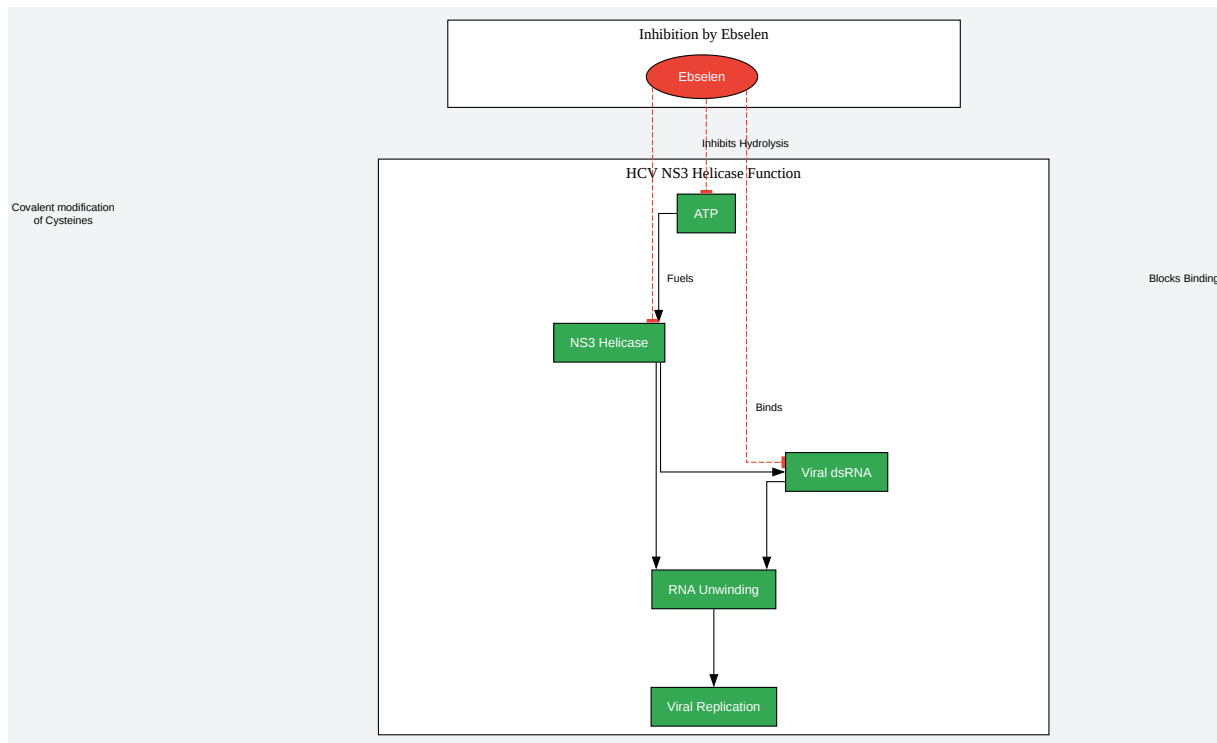 Inhibition by Ebselen
Ebselen
Inhibits Hydrolysis
HCV NS3 Helicase Function
Covalent modification
of Cysteines
ATP
Fuels
Blocks Binding
NS3 Helicase
Binds
Viral dsRNA
RNA Unwinding
Viral Replication